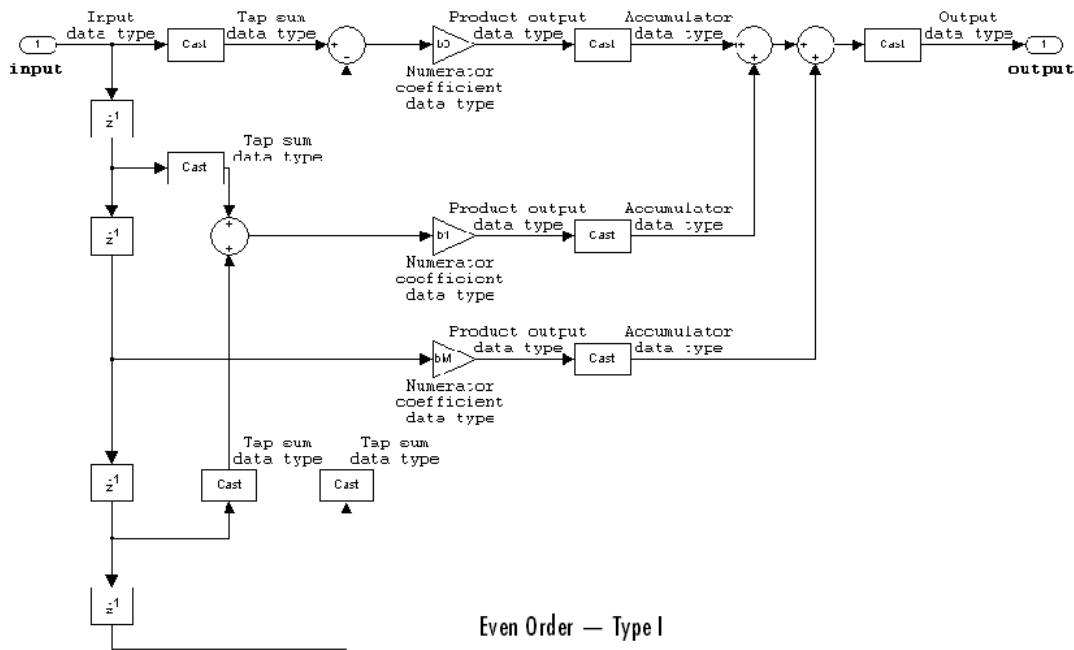 Input
data type
Tap sum
data type
Product output
data type
Accumulator
data type
Output
data type
1
Cast
+
-
b0
Cast
+
+
+
+
Cast
1
input
output
Numerator
coefficient
data type
z-1
Tap sum
data type
Cast
Product output
data type
Accumulator
data type
z-1
+
+
b1
Cast
Numerator
coefficient
data type
Product output
data type
Accumulator
data type
bM
Cast
Numerator
coefficient
data type
Tap sum
data type
Tap sum
data type
z-1
Cast
Cast
z-1
Even Order — Type I